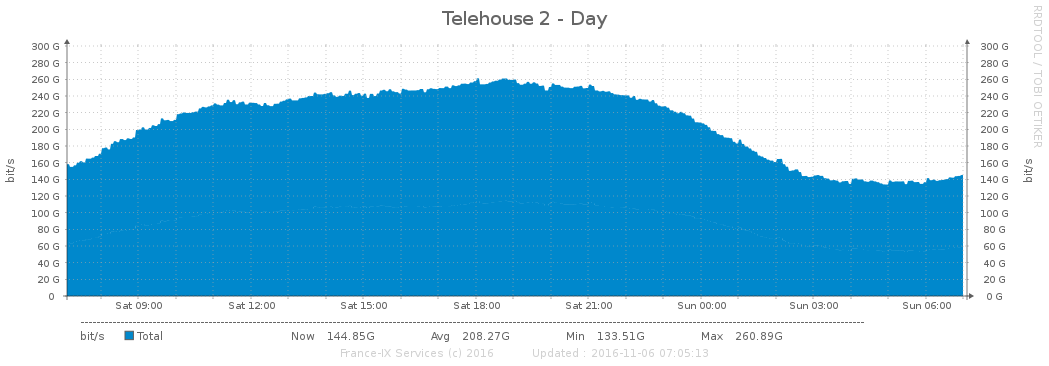 Telehouse 2 - Day
RRDTOOL / TOBI OETIKER
300 G 300 G
280 G 280 G
260 G 260 G
240 G 240 G
220 G 220 G
200 G 200 G
180 G 180 G
160 G 160 G
140 G 140 G
120 G 120 G
100 G 100 G
80 G 80 G
60 G 60 G
40 G 40 G
20 G 20 G
0 0 G
bit/s bit/s
Sat 09:00 Sat 12:00 Sat 15:00 Sat 18:00 Sat 21:00 Sun 00:00 Sun 03:00 Sun 06:00
bit/s Total Now 144.85G Avg 208.27G Min 133.51G Max 260.89G
France-IX Services (c) 2016 Updated : 2016-11-06 07:05:13